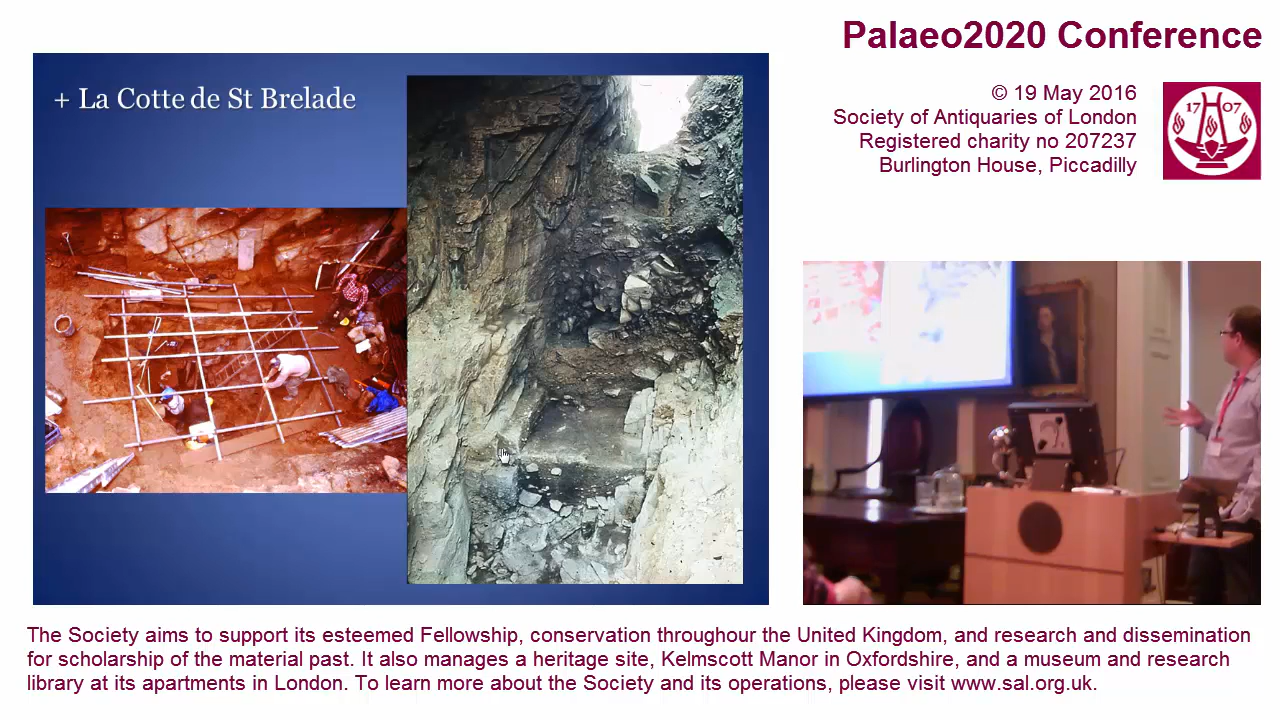 Palaeo2020 Conference
+ La Cotte de St Brelade
© 19 May 2016
Society of Antiquaries of London
Registered charity no 207237
Burlington House, Piccadilly
17 07
The Society aims to support its esteemed Fellowship, conservation throughour the United Kingdom, and research and dissemination
for scholarship of the material past. It also manages a heritage site, Kelmscott Manor in Oxfordshire, and a museum and research
library at its apartments in London. To learn more about the Society and its operations, please visit www.sal.org.uk.